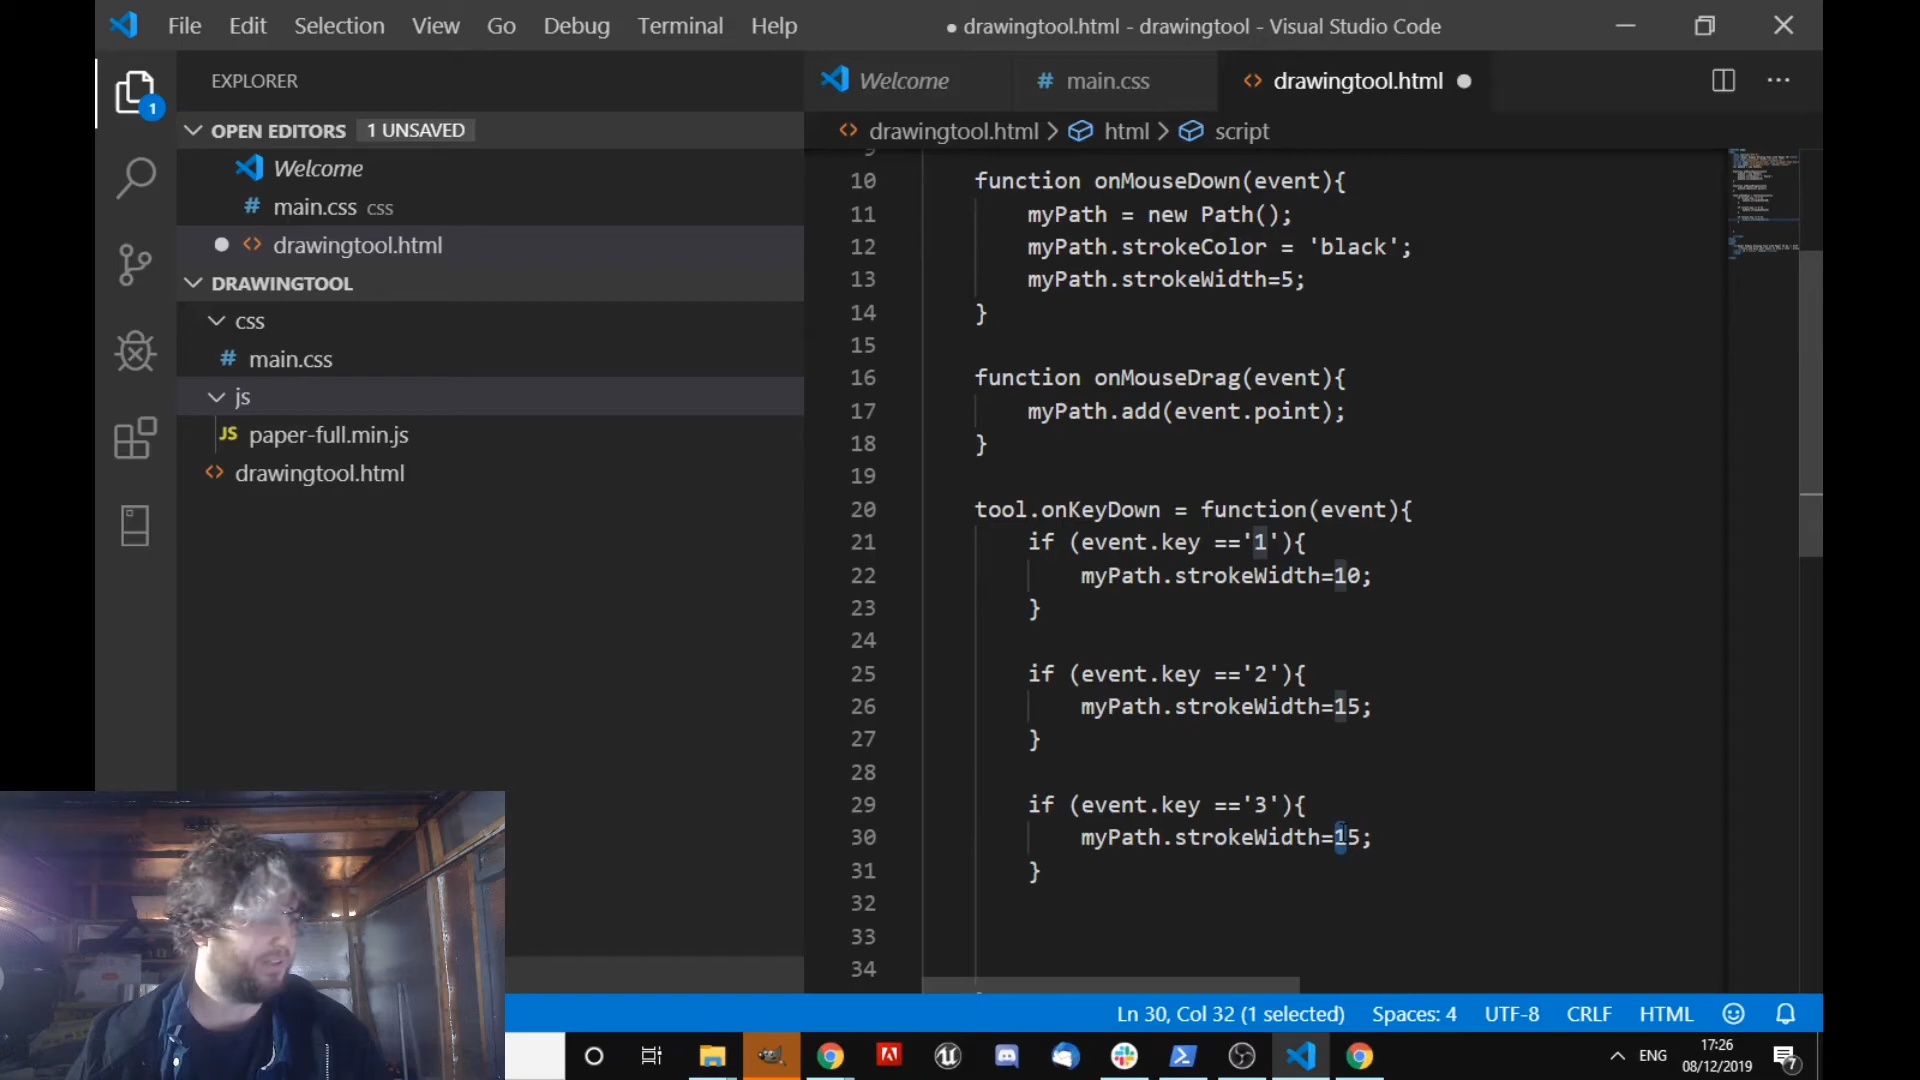 File Edit Selection View Go Debug Terminal Help ● drawingtool.html - drawingtool - Visual Studio Code
EXPLORER
1
OPEN EDITORS 1 UNSAVED
Welcome
# main.css css
● <> drawingtool.html
DRAWINGTOOL
css
# main.css
js
JS paper-full.min.js
<> drawingtool.html
Welcome # main.css <> drawingtool.html ●
<> drawingtool.html > html > script
10 function onMouseDown(event){
11 myPath = new Path();
12 myPath.strokeColor = 'black';
13 myPath.strokeWidth=5;
14 }
15
16 function onMouseDrag(event){
17 myPath.add(event.point);
18 }
19
20 tool.onKeyDown = function(event){
21 if (event.key =='1'){
22 myPath.strokeWidth=10;
23 }
24
25 if (event.key =='2'){
26 myPath.strokeWidth=15;
27 }
28
29 if (event.key =='3'){
30 myPath.strokeWidth=15;
31 }
32
33
34
Ln 30, Col 32 (1 selected) Spaces: 4 UTF-8 CRLF HTML
ENG 17:26
08/12/2019
7